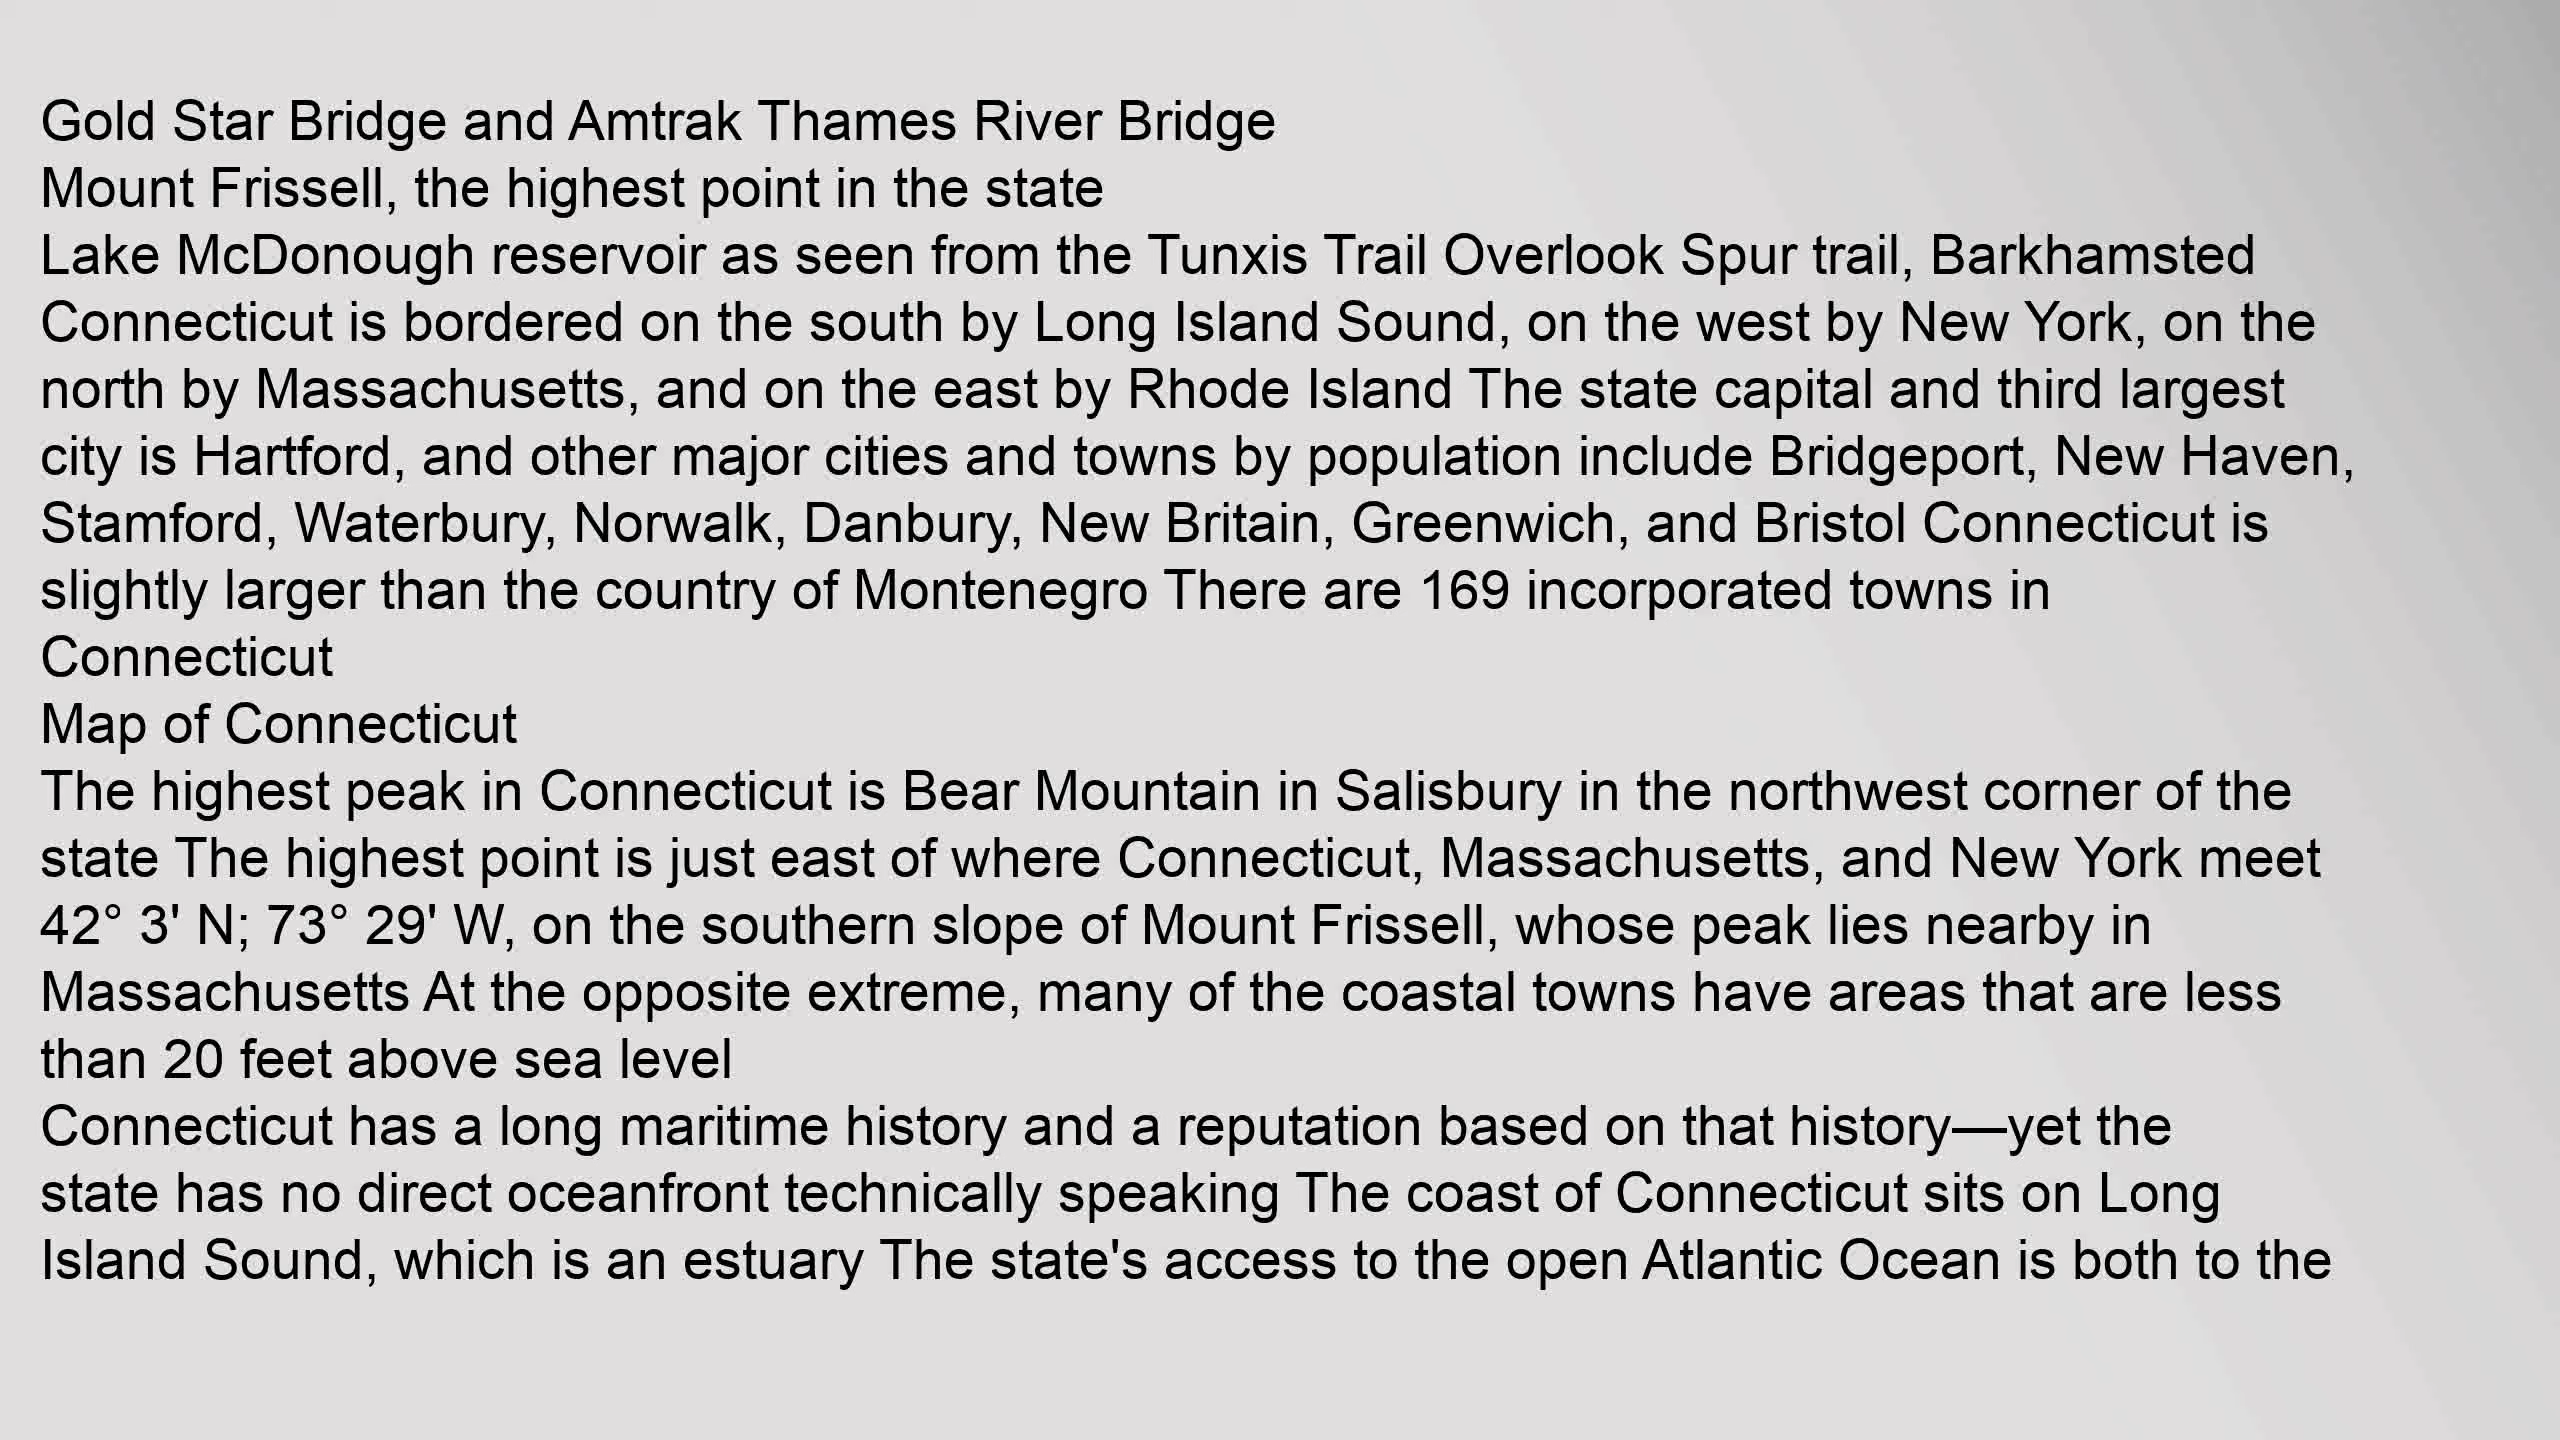 Gold Star Bridge and Amtrak Thames River Bridge
Mount Frissell, the highest point in the state
Lake McDonough reservoir as seen from the Tunxis Trail Overlook Spur trail, Barkhamsted
Connecticut is bordered on the south by Long Island Sound, on the west by New York, on the
north by Massachusetts, and on the east by Rhode Island The state capital and third largest
city is Hartford, and other major cities and towns by population include Bridgeport, New Haven,
Stamford, Waterbury, Norwalk, Danbury, New Britain, Greenwich, and Bristol Connecticut is
slightly larger than the country of Montenegro There are 169 incorporated towns in
Connecticut
Map of Connecticut
The highest peak in Connecticut is Bear Mountain in Salisbury in the northwest corner of the
state The highest point is just east of where Connecticut, Massachusetts, and New York meet
42° 3' N; 73° 29' W, on the southern slope of Mount Frissell, whose peak lies nearby in
Massachusetts At the opposite extreme, many of the coastal towns have areas that are less
than 20 feet above sea level
Connecticut has a long maritime history and a reputation based on that history—yet the
state has no direct oceanfront technically speaking The coast of Connecticut sits on Long
Island Sound, which is an estuary The state's access to the open Atlantic Ocean is both to the